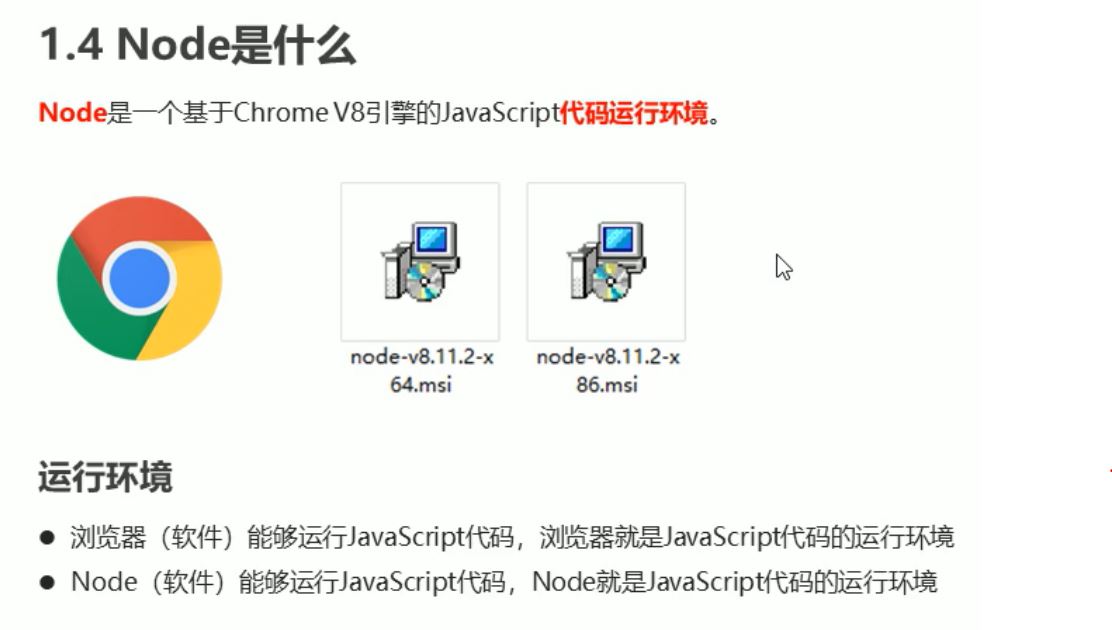 1.4 Node是什么
Node是一个基于Chrome V8引擎的JavaScript代码运行环境。
node-v8.11.2-x
64.msi
node-v8.11.2-x
86.msi
运行环境
● 浏览器（软件）能够运行JavaScript代码，浏览器就是JavaScript代码的运行环境
● Node（软件）能够运行JavaScript代码，Node就是JavaScript代码的运行环境